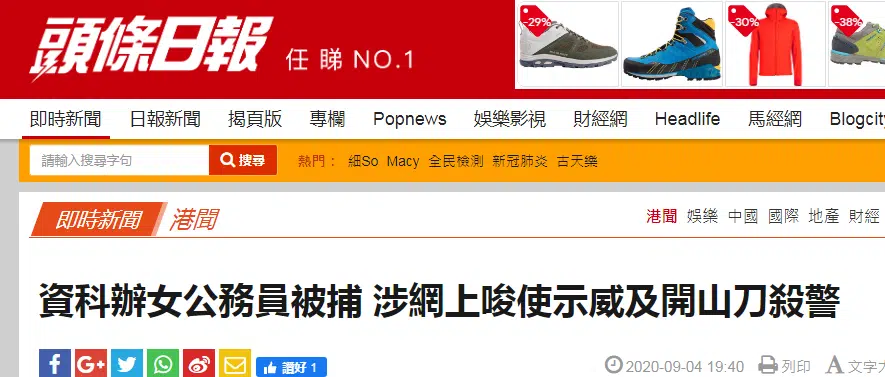 頭條日報 任睇 NO.1
-29% -30% -38%
即時新聞 日報新聞 揭頁版 專欄 Popnews 娛樂影視 財經網 Headlife 馬經網 Blogcity
請輸入搜尋字句 搜尋 熱門： 細So Macy 全民檢測 新冠肺炎 古天樂
即時新聞 港聞 港聞 娛樂 中國 國際 地產 財經
資科辦女公務員被捕 涉網上唆使示威及開山刀殺警
讚好 1 2020-09-04 19:40 列印 A 文字大